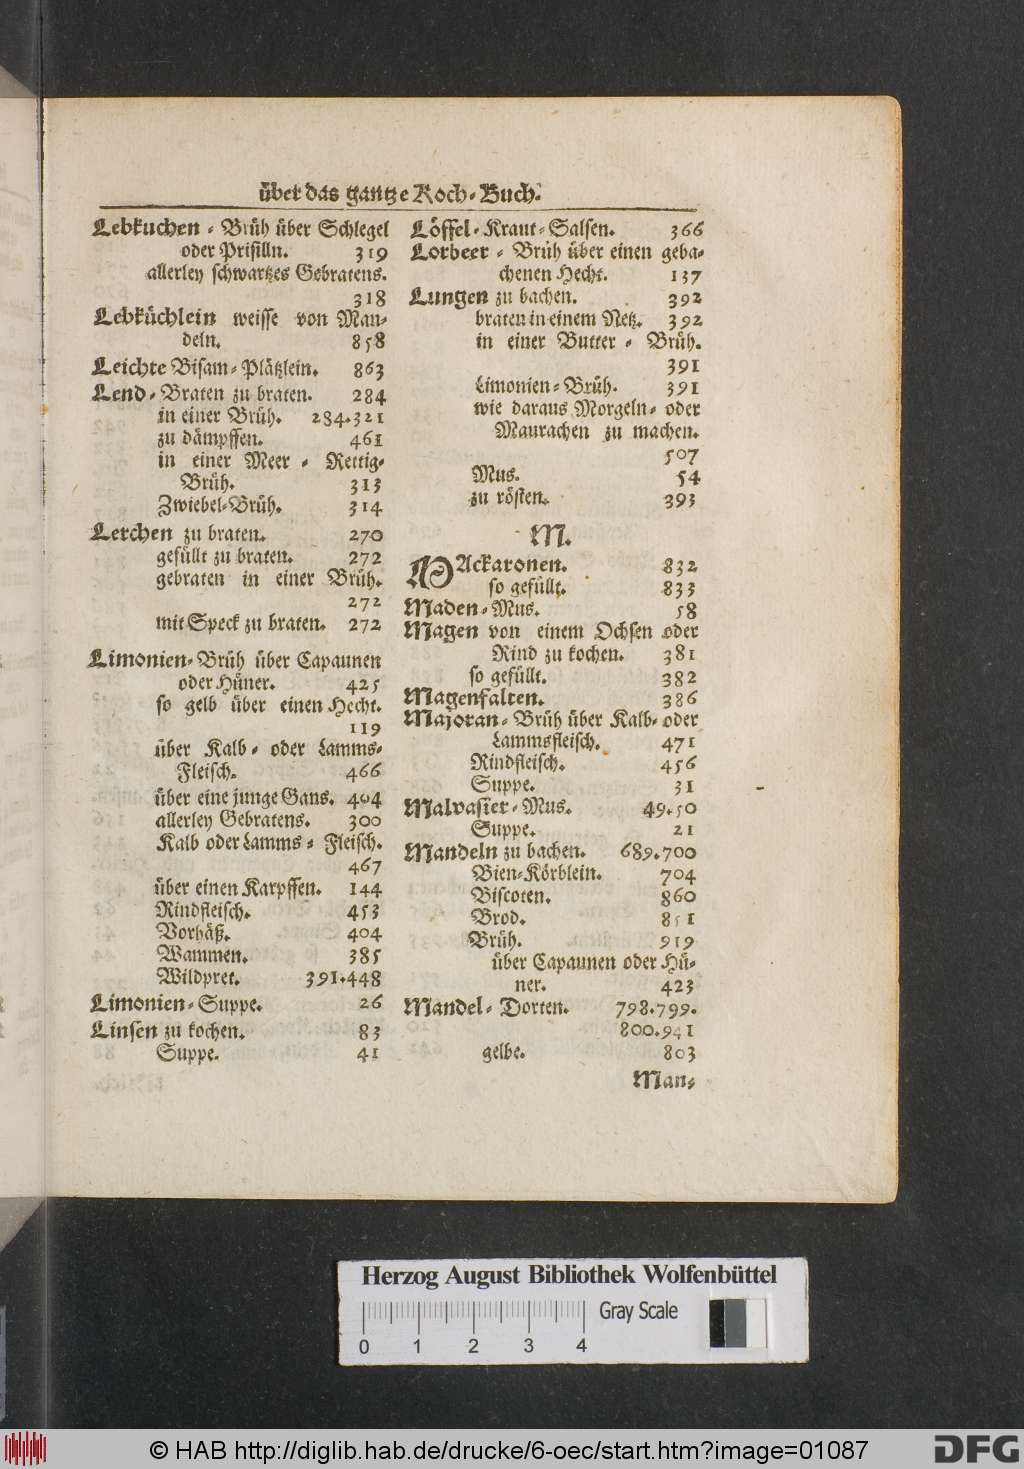 über das gantze Koch-Buch.
Lebkuchen-Brüh über Schlegel
oder Prisilln. 319
allerley schwartzes Gebratens.
318
Lebküchlein weisse von Man-
deln. 858
Leichte Bisam-Plätzlein. 863
Lend-Braten zu braten. 284
in einer Brüh. 284.321
zu dämpffen. 461
in einer Meer-Rettig-
Brüh. 313
Zwiebel-Brüh. 314
Lerchen zu braten. 270
gefüllt zu braten. 272
gebraten in einer Brüh.
272
mit Speck zu braten. 272
Limonien-Brüh über Capaunen
oder Hüner. 425
so gelb über einen Hecht.
119
über Kalb- oder Lamms-
Fleisch. 466
über eine junge Gans. 404
allerley Gebratens. 300
Kalb oder Lamms-Fleisch.
467
über einen Karpffen. 144
Rindfleisch. 453
Vorhäß. 404
Wammen. 385
Wildpret. 391.448
Limonien-Suppe. 26
Linsen zu kochen. 83
Suppe. 41
Löffel-Kraut-Salsen. 366
Lorbeer-Brüh über einen geba-
chenen Hecht. 137
Lungen zu bachen. 392
braten in einem Netz. 392
in einer Butter-Brüh.
391
Limonien-Brüh. 391
wie daraus Morgeln- oder
Maurachen zu machen.
507
Mus. 54
zu rösten. 393
M.
MAckaronen. 832
so gefüllt. 833
Maden-Mus. 58
Magen von einem Ochsen oder
Rind zu kochen. 381
so gefüllt. 382
Magenfalten. 386
Majoran-Brüh über Kalb- oder
Lammsfleisch. 471
Rindfleisch. 456
Suppe. 31
Malvasier-Mus. 49.50
Suppe. 21
Mandeln zu bachen. 689.700
Bien-Körblein. 704
Biscoten. 860
Brod. 851
Brüh. 919
über Capaunen oder Hü-
ner. 423
Mandel-Dorten. 798.799.
800.941
gelbe. 803
Man-
Herzog August Bibliothek Wolfenbüttel
Gray Scale
0 1 2 3 4
© HAB http://diglib.hab.de/drucke/6-oec/start.htm?image=01087
DFG